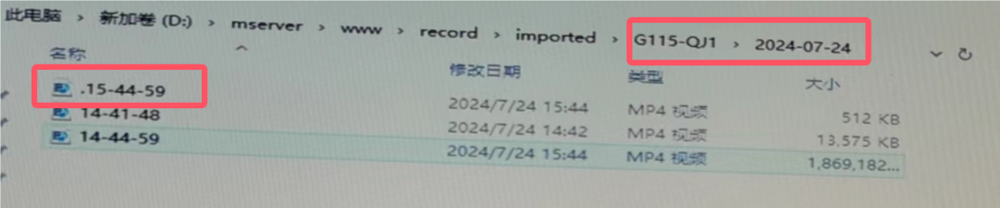 此电脑 › 新加卷 (D:) › mserver › www › record › imported › G115-QJ1 › 2024-07-24
名称 修改日期 类型 大小
.15-44-59 2024/7/24 15:44 MP4 视频 512 KB
14-41-48 2024/7/24 14:42 MP4 视频 13,575 KB
14-44-59 2024/7/24 15:44 MP4 视频 1,869,182...